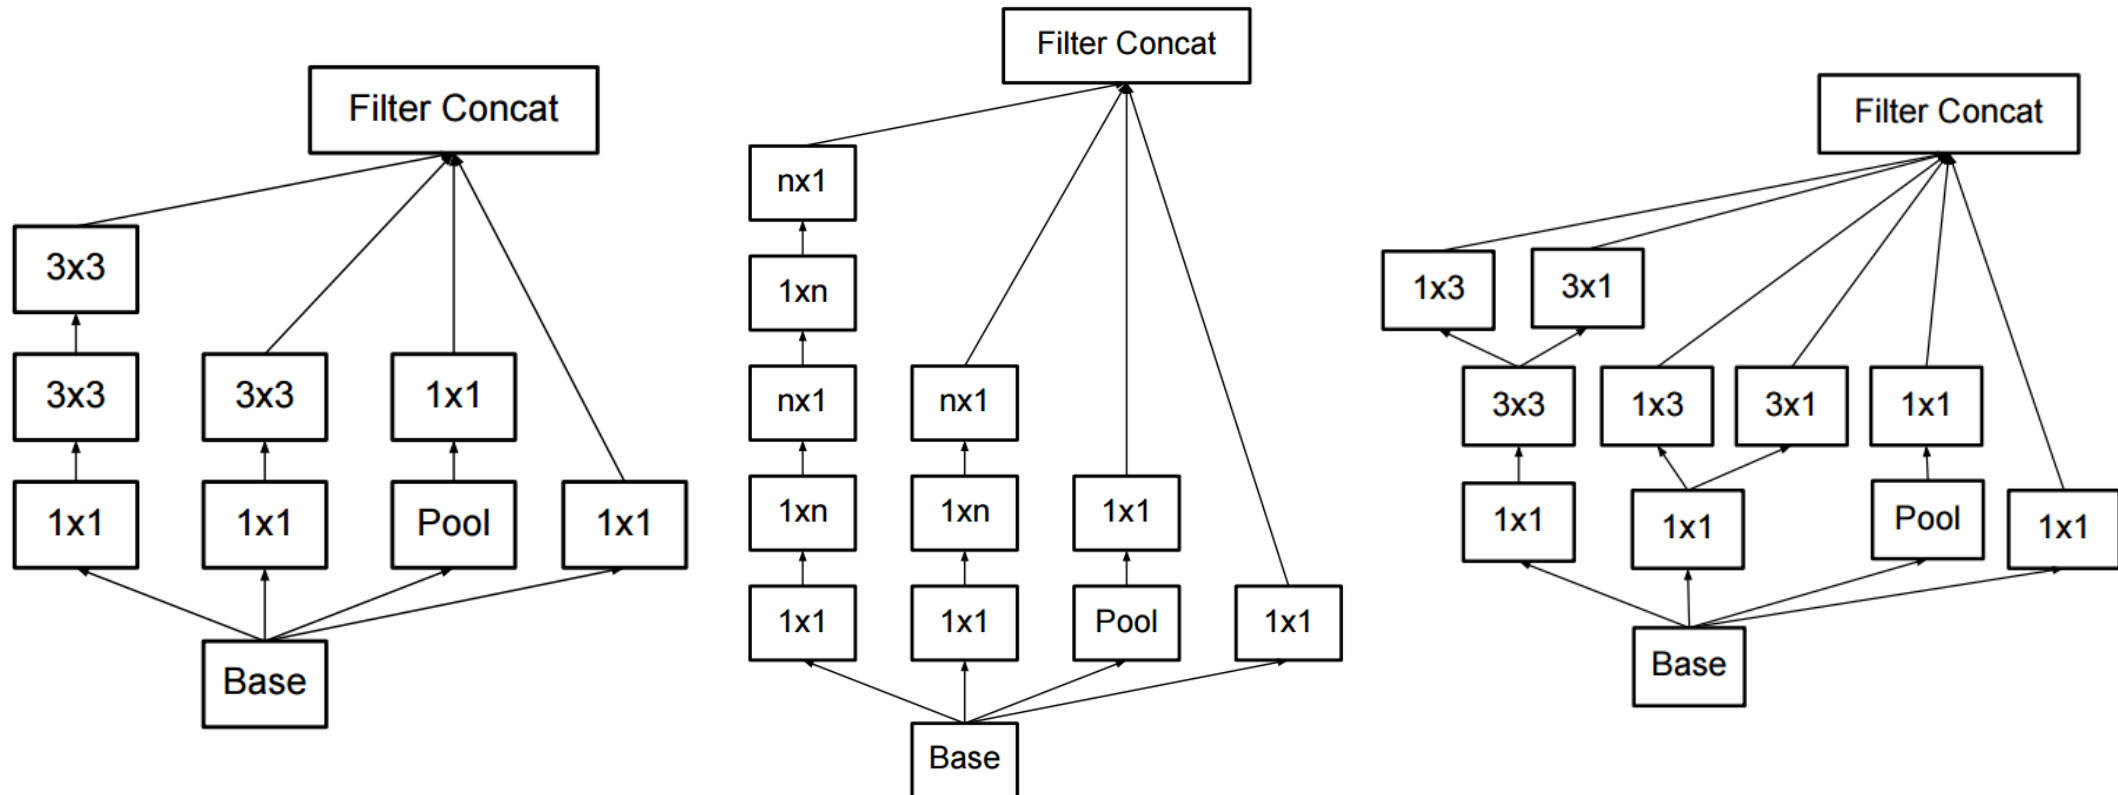 Filter Concat
3x3
3x3
3x3
1x1
1x1
1x1
Pool
1x1
Base
Filter Concat
nx1
1xn
nx1
nx1
1xn
1xn
1x1
1x1
1x1
Pool
1x1
Base
Filter Concat
1x3
3x1
3x3
1x3
3x1
1x1
1x1
1x1
Pool
1x1
Base